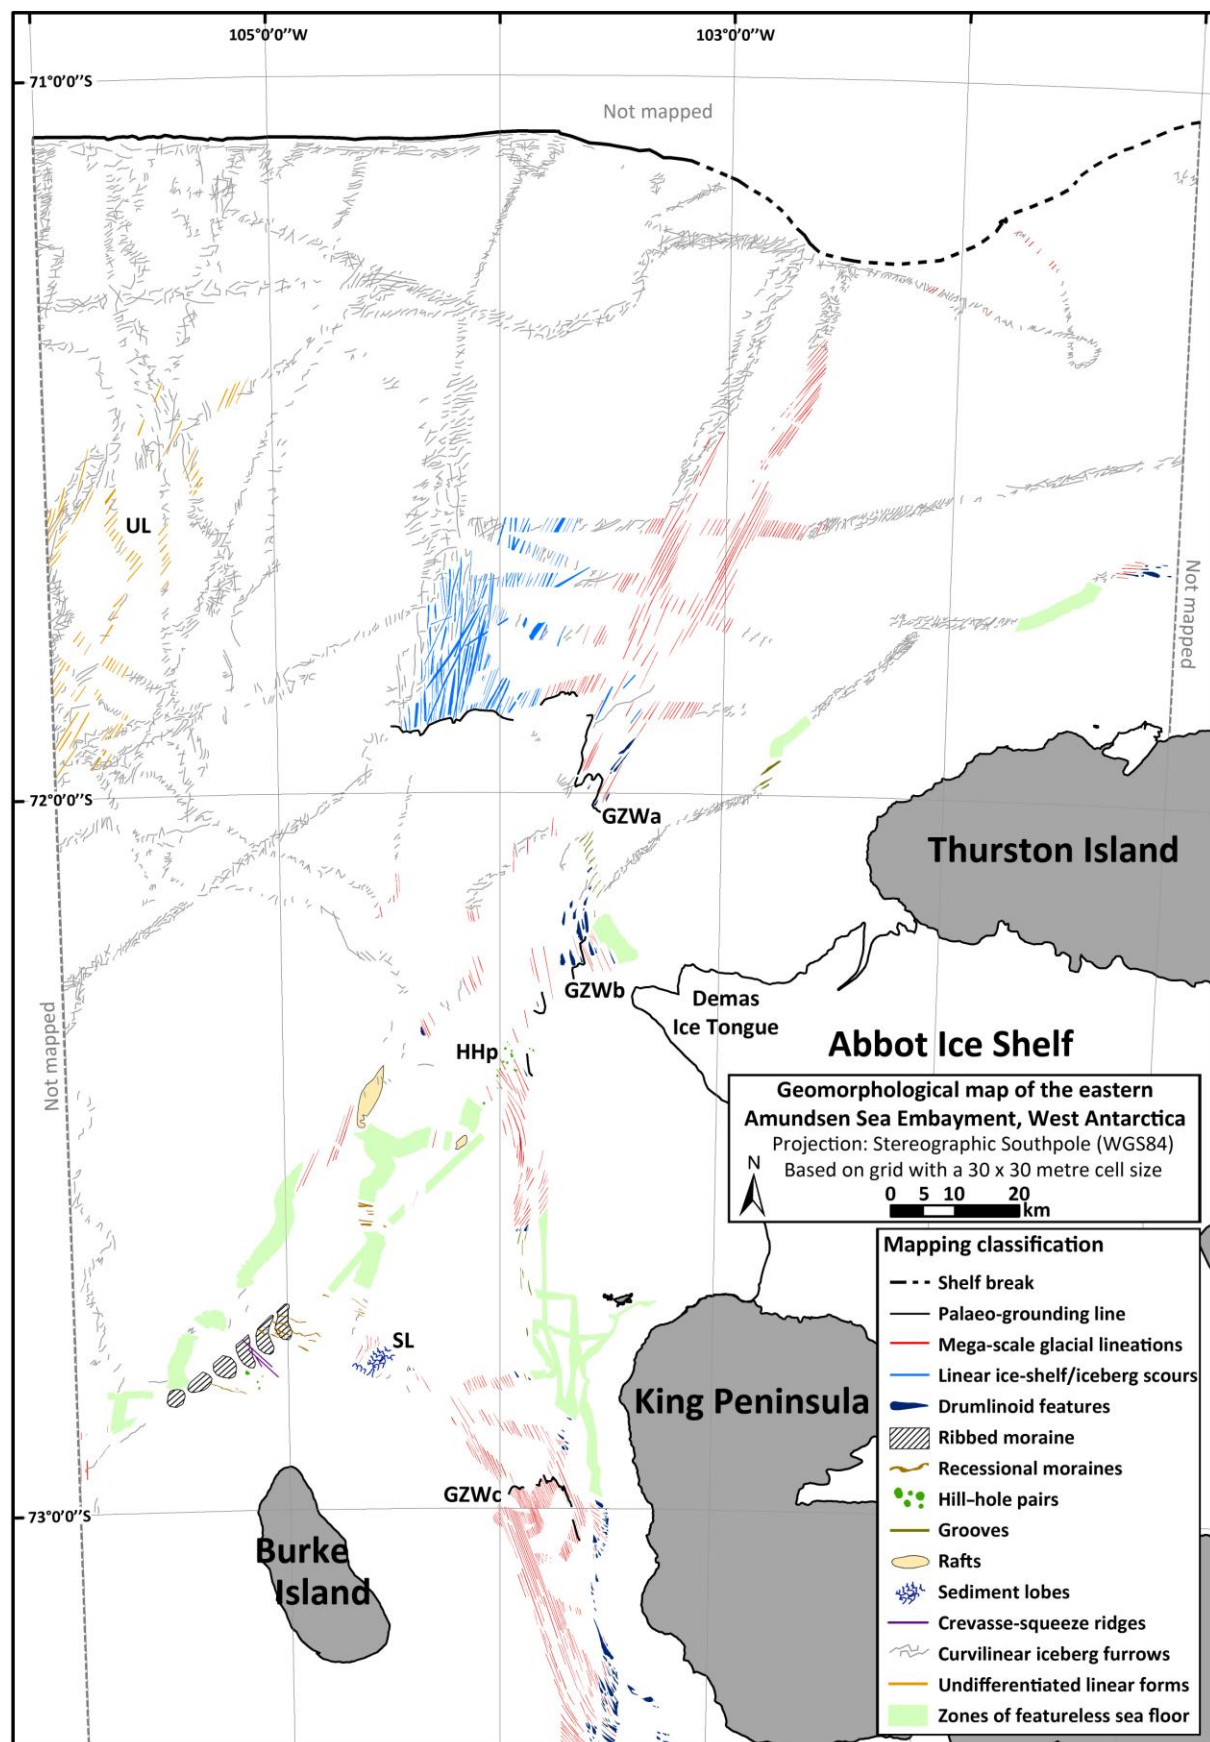 105°0'0''W
103°0'0''W
71°0'0''S
Not mapped
UL
Not mapped
72°0'0''S
GZWa
Thurston Island
GZWb
Demas
Ice Tongue
Abbot Ice Shelf
HHp
Not mapped
Geomorphological map of the eastern
Amundsen Sea Embayment, West Antarctica
Projection: Stereographic Southpole (WGS84)
Based on grid with a 30 x 30 metre cell size
N
0 5 10 20
km
SL
King Peninsula
GZWc
73°0'0''S
Burke
Island
Mapping classification
Shelf break
Palaeo-grounding line
Mega-scale glacial lineations
Linear ice-shelf/iceberg scours
Drumlinoid features
Ribbed moraine
Recessional moraines
Hill–hole pairs
Grooves
Rafts
Sediment lobes
Crevasse-squeeze ridges
Curvilinear iceberg furrows
Undifferentiated linear forms
Zones of featureless sea floor